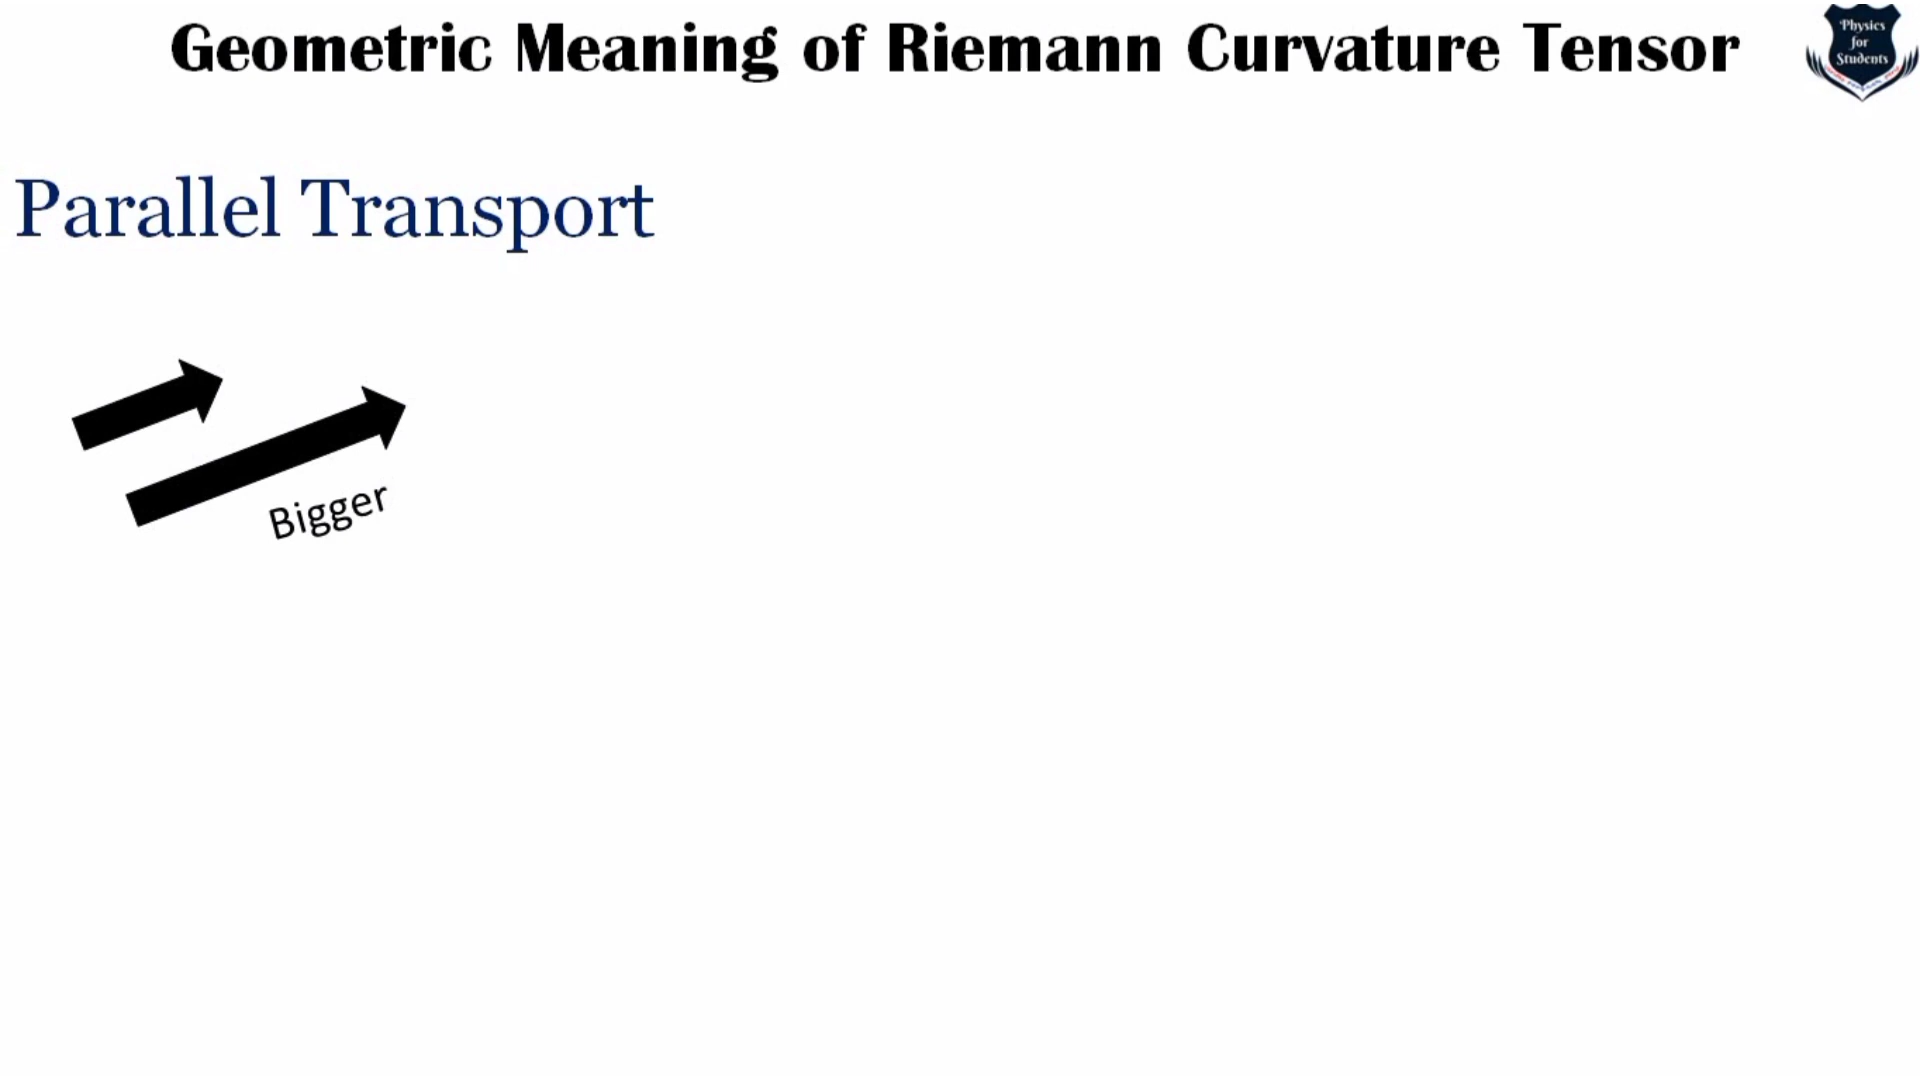 Geometric Meaning of Riemann Curvature Tensor
Physics
for
Students
Parallel Transport
Bigger